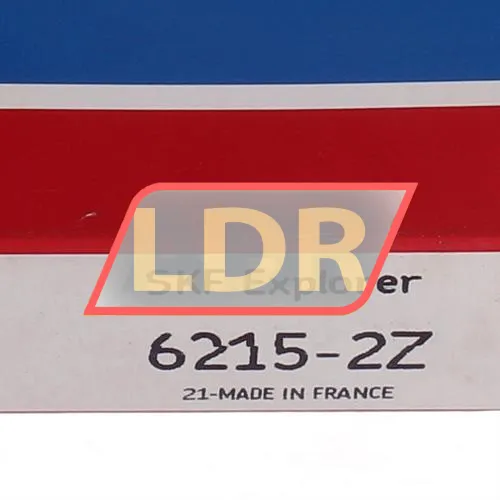 LDR
SKF Explorer
6215-2Z
21-MADE IN FRANCE